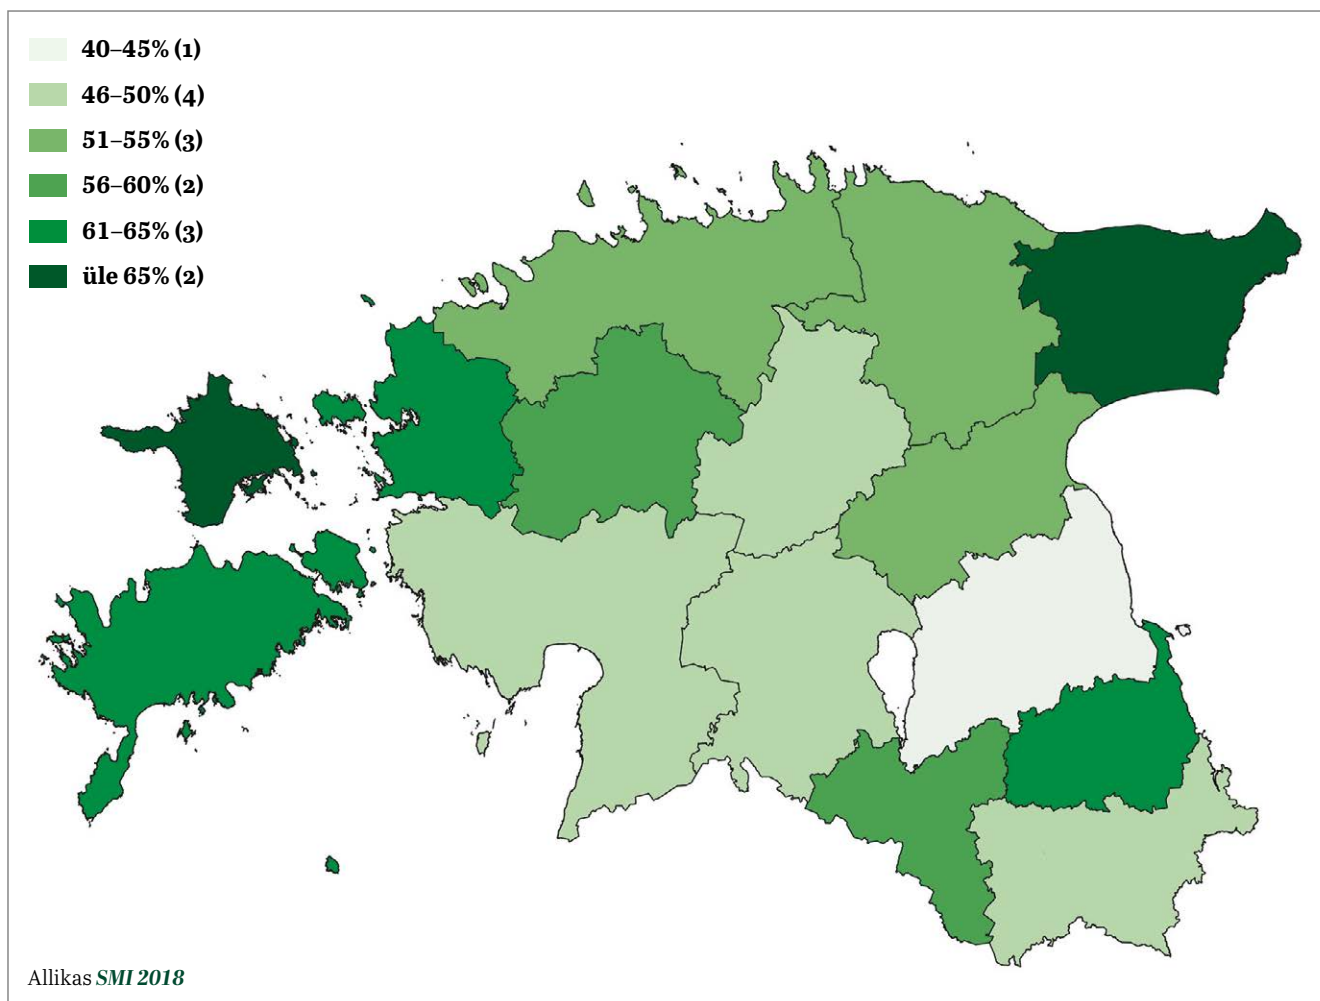 40–45% (1)
46–50% (4)
51–55% (3)
56–60% (2)
61–65% (3)
üle 65% (2)
Allikas SMI 2018